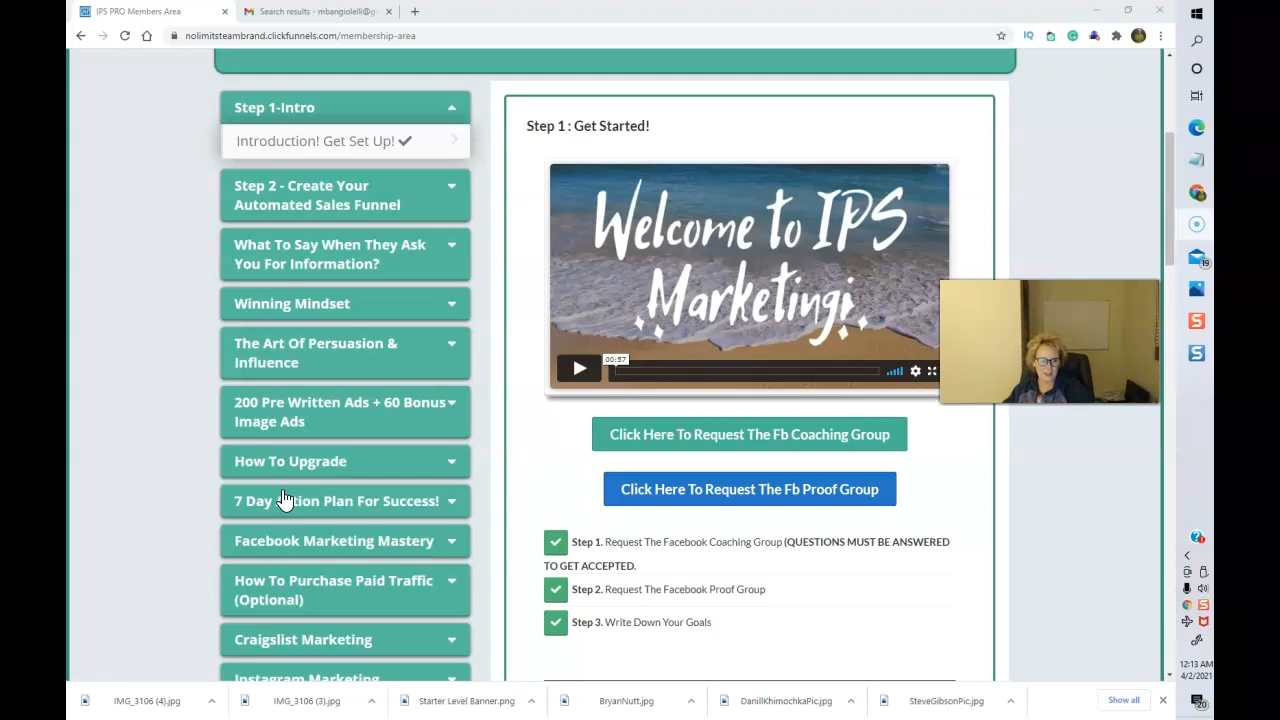 IPS PRO Members Area
Search results - mbangiolelli@g
nolimitsteambrand.clickfunnels.com/membership-area
IQ
Step 1-Intro
Introduction! Get Set Up!
Step 2 - Create Your
Automated Sales Funnel
What To Say When They Ask
You For Information?
Winning Mindset
The Art Of Persuasion &
Influence
200 Pre Written Ads + 60 Bonus
Image Ads
How To Upgrade
7 Day Action Plan For Success!
Facebook Marketing Mastery
How To Purchase Paid Traffic
(Optional)
Craigslist Marketing
Instagram Marketing
Step 1 : Get Started!
Welcome to IPS
Marketing!
00:57
Click Here To Request The Fb Coaching Group
Click Here To Request The Fb Proof Group
Step 1. Request The Facebook Coaching Group (QUESTIONS MUST BE ANSWERED
TO GET ACCEPTED.
Step 2. Request The Facebook Proof Group
Step 3. Write Down Your Goals
19
12:13 AM
4/2/2021
20
IMG_3106 (4).jpg
IMG_3106 (3).jpg
Starter Level Banner.png
BryanNutt.jpg
DanillKhimochkaPic.jpg
SteveGibsonPic.jpg
Show all